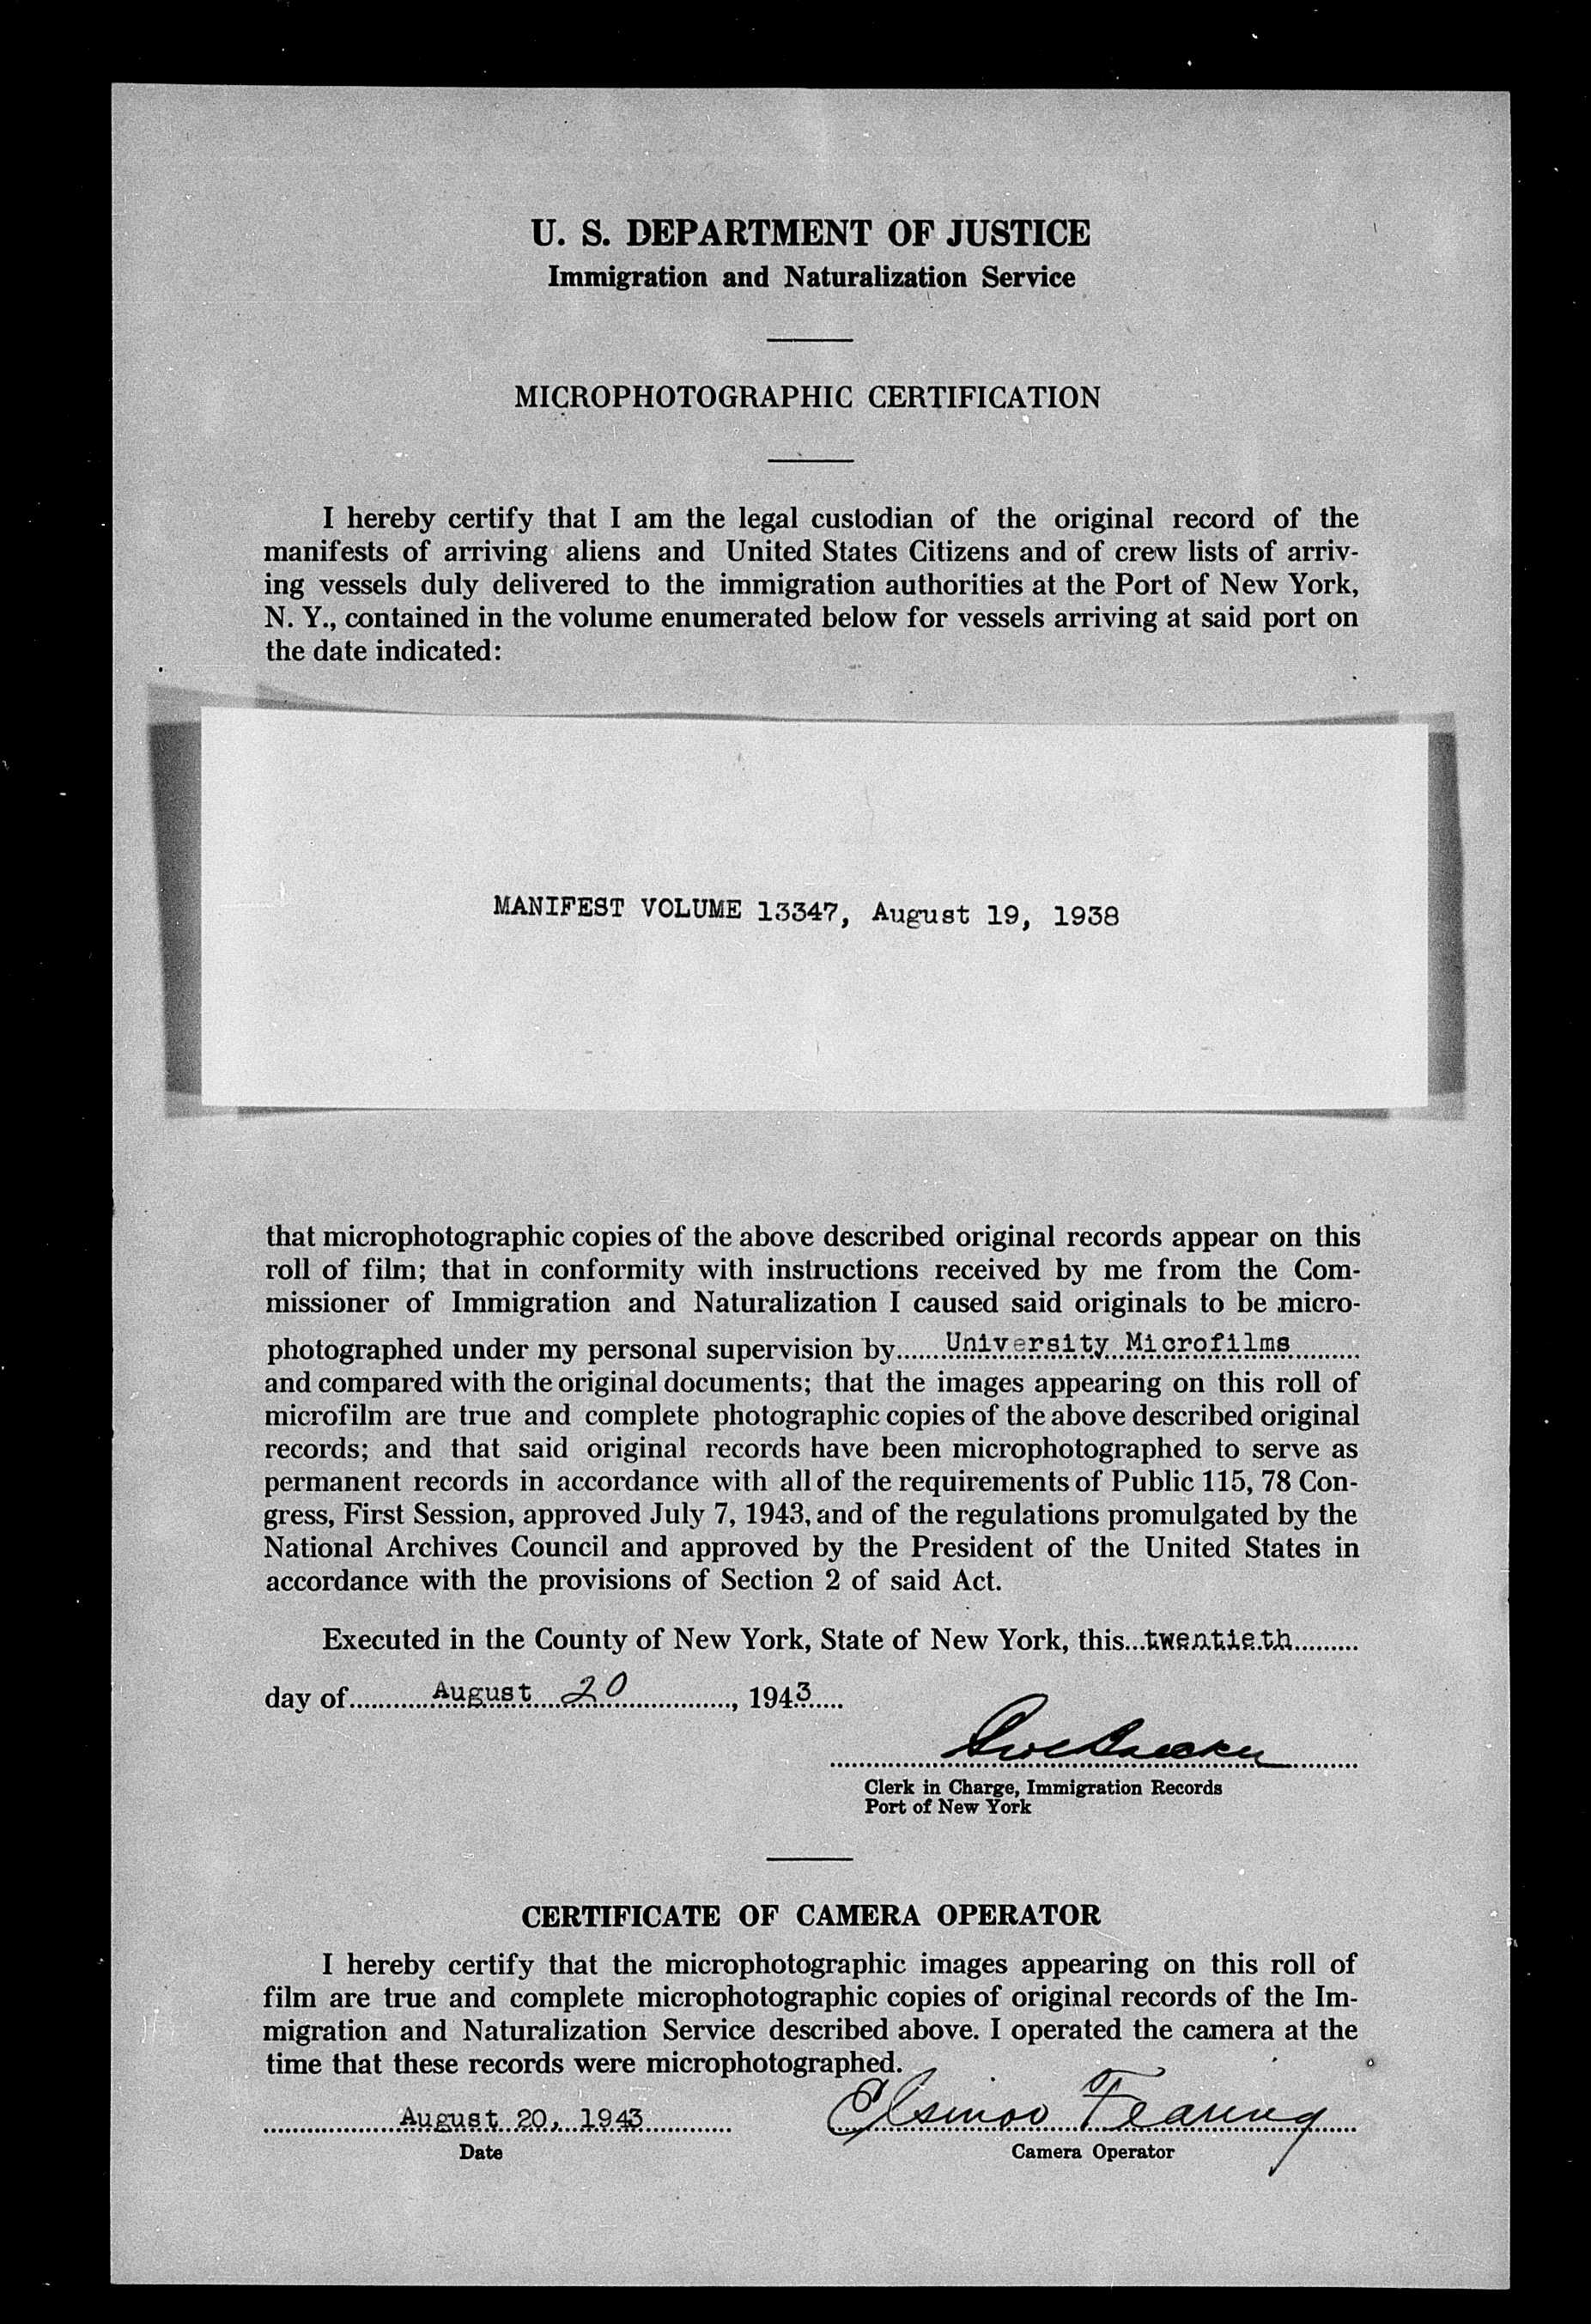 U. S. DEPARTMENT OF JUSTICE
Immigration and Naturalization Service
MICROPHOTOGRAPHIC CERTIFICATION
I hereby certify that I am the legal custodian of the original record of the
manifests of arriving aliens and United States Citizens and of crew lists of arriv-
ing vessels duly delivered to the immigration authorities at the Port of New York,
N. Y., contained in the volume enumerated below for vessels arriving at said port on
the date indicated:
MANIFEST VOLUME 13347, August 19, 1938
that microphotographic copies of the above described original records appear on this
roll of film; that in conformity with instructions received by me from the Com-
missioner of Immigration and Naturalization I caused said originals to be micro-
photographed under my personal supervision by University Microfilms
and compared with the original documents; that the images appearing on this roll of
microfilm are true and complete photographic copies of the above described original
records; and that said original records have been microphotographed to serve as
permanent records in accordance with all of the requirements of Public 115, 78 Con-
gress, First Session, approved July 7, 1943, and of the regulations promulgated by the
National Archives Council and approved by the President of the United States in
accordance with the provisions of Section 2 of said Act.
Executed in the County of New York, State of New York, this twentieth
day of August 20, 1943
Clerk in Charge, Immigration Records
Port of New York
CERTIFICATE OF CAMERA OPERATOR
I hereby certify that the microphotographic images appearing on this roll of
film are true and complete microphotographic copies of original records of the Im-
migration and Naturalization Service described above. I operated the camera at the
time that these records were microphotographed.
August 20, 1943 Fearing
Date Camera Operator